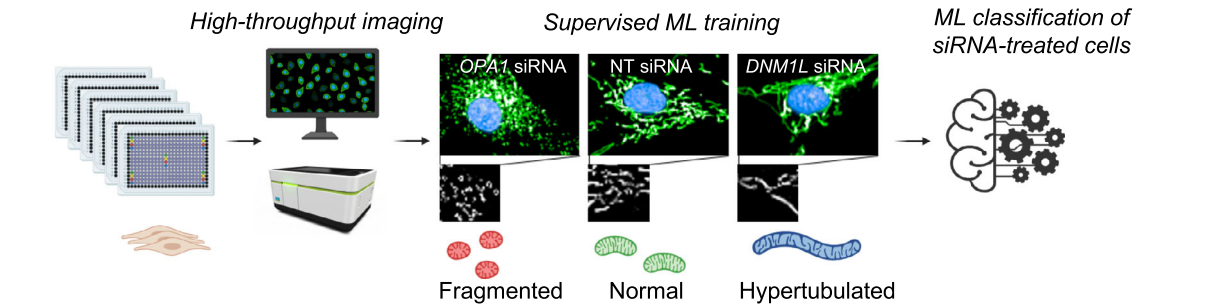 High-throughput imaging
Supervised ML training
ML classification of
siRNA-treated cells
OPA1 siRNA
NT siRNA
DNM1L siRNA
Fragmented
Normal
Hypertubulated